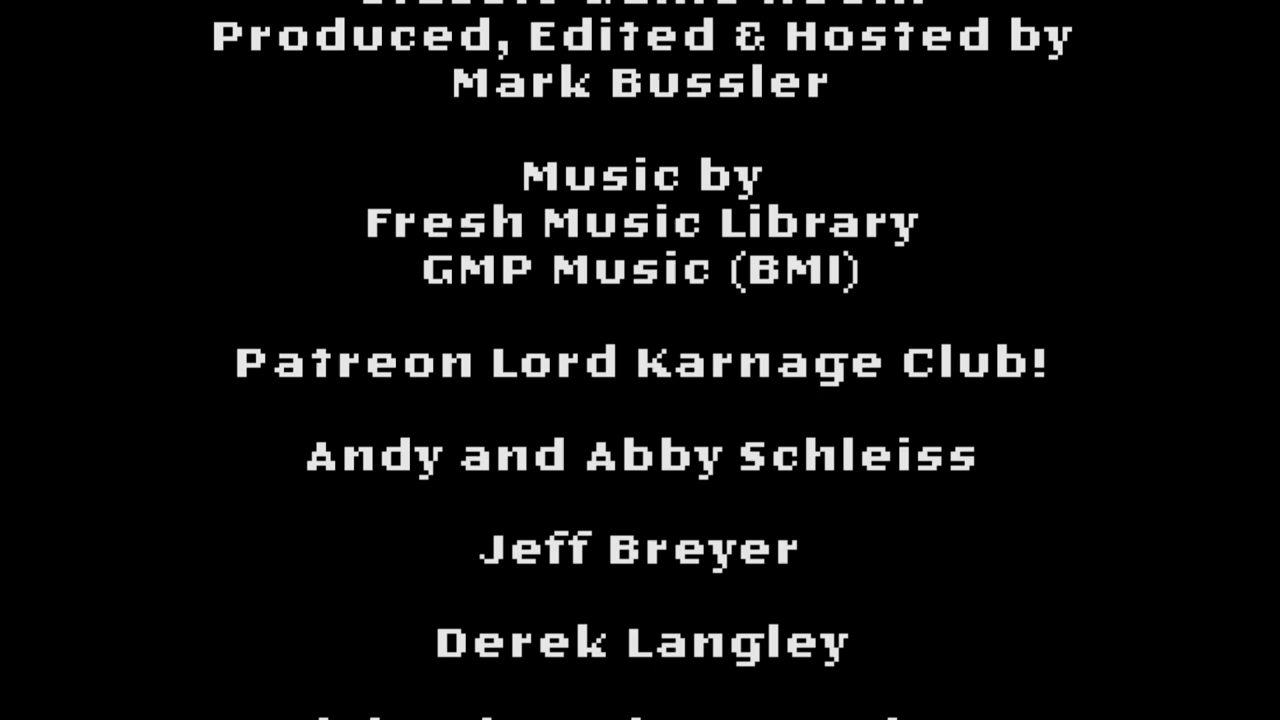 Produced, Edited & Hosted by
Mark Bussler
Music by
Fresh Music Library
GMP Music (BMI)
Patreon Lord Karnage Club!
Andy and Abby Schleiss
Jeff Breyer
Derek Langley